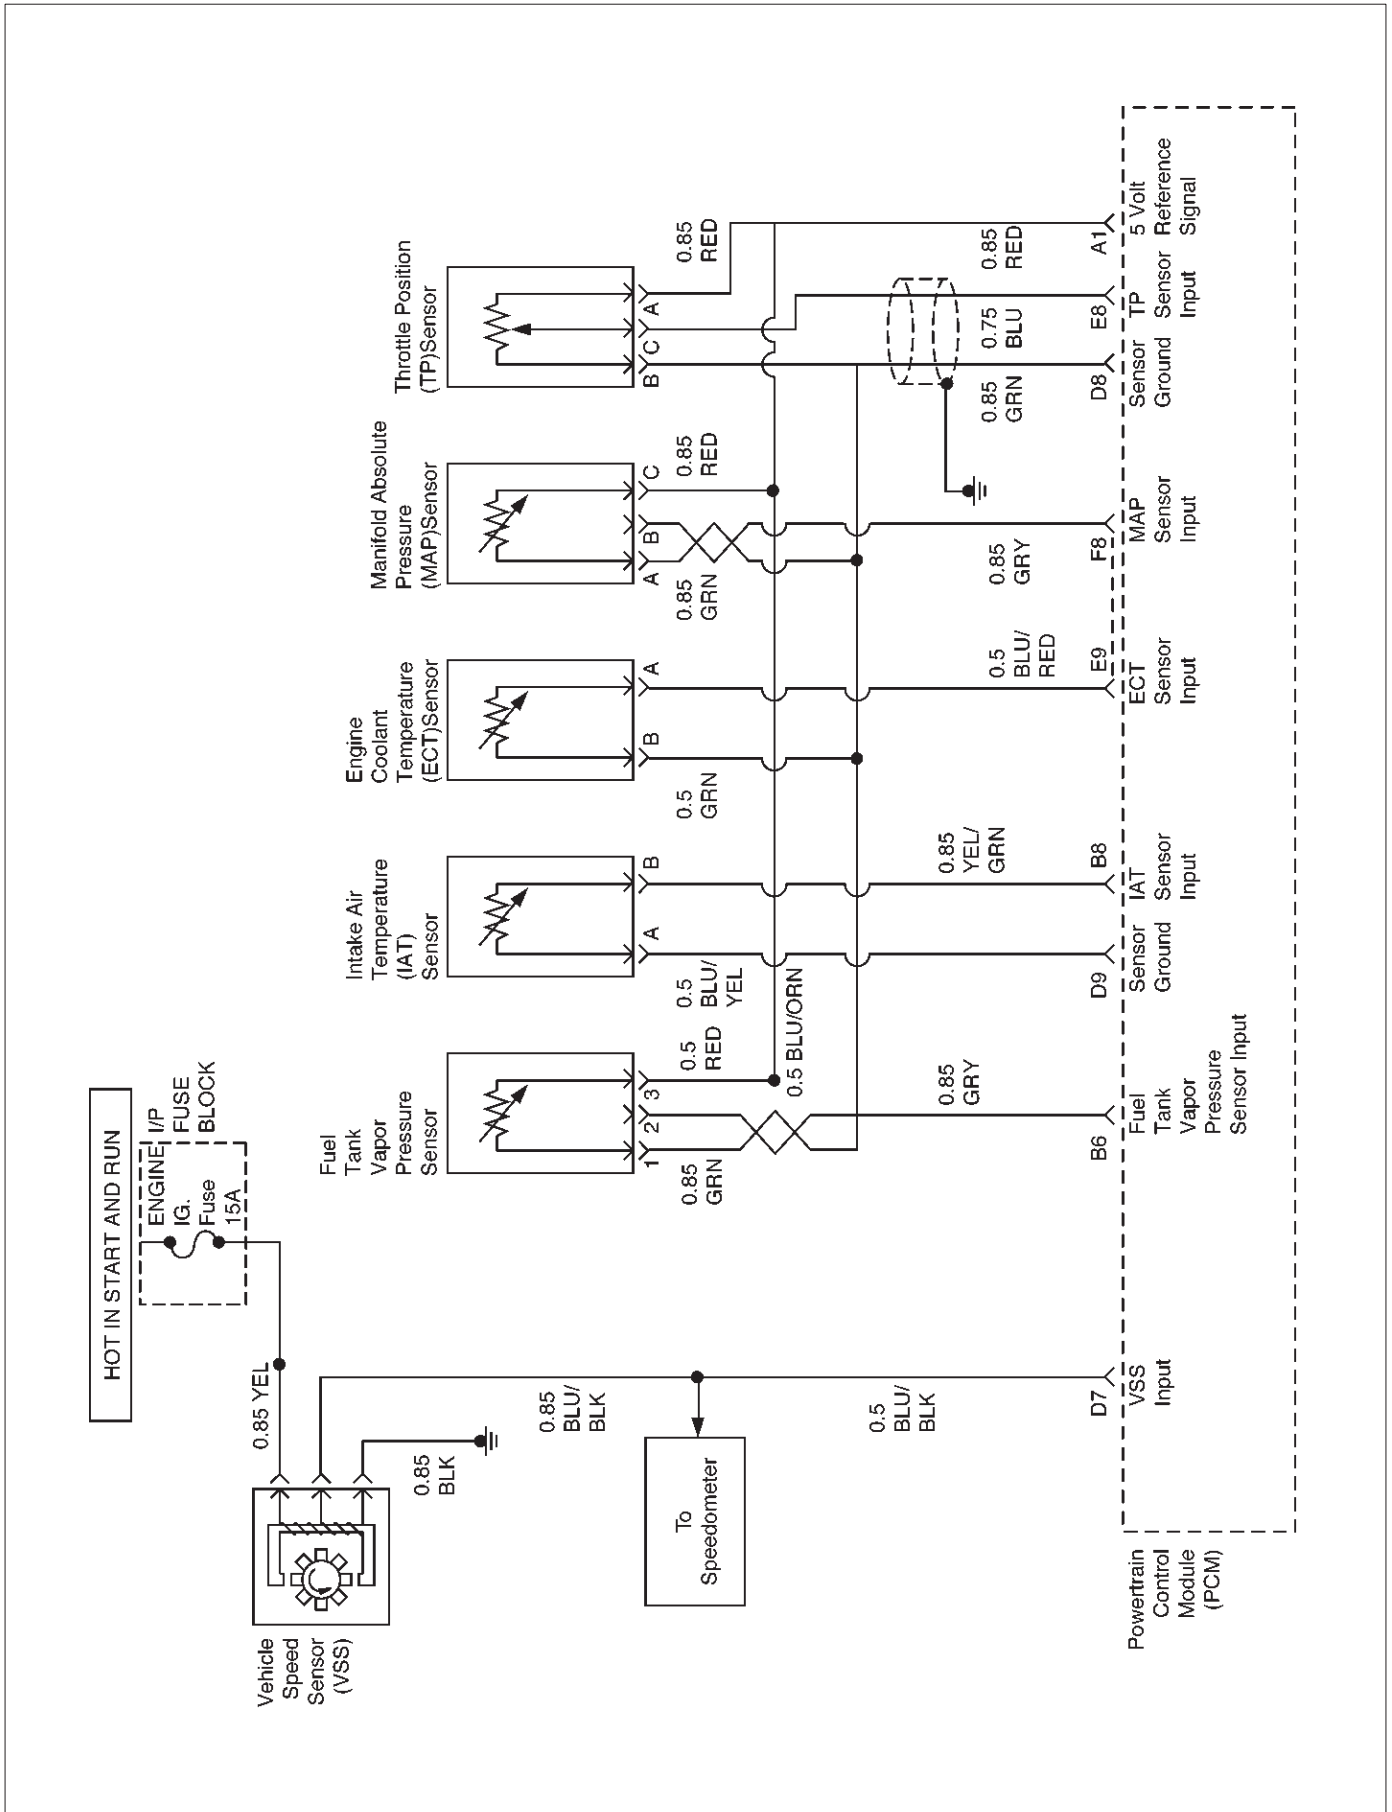 HOT IN START AND RUN
ENGINE
IG.
Fuse
15A
I/P
FUSE
BLOCK
0.85 YEL
Vehicle
Speed
Sensor
(VSS)
0.85
BLK
0.85
BLU/
BLK
To
Speedometer
0.5
BLU/
BLK
D7
VSS
Input
Fuel
Tank
Vapor
Pressure
Sensor
1
2
3
0.85
GRN
0.5
RED
0.5 BLU/ORN
0.85
GRY
B6
Fuel
Tank
Vapor
Pressure
Sensor Input
Intake Air
Temperature
(IAT)
Sensor
A
B
0.5
BLU/
YEL
0.85
YEL/
GRN
D9
Sensor
Ground
B8
IAT
Sensor
Input
Engine
Coolant
Temperature
(ECT)Sensor
B
A
0.5
GRN
0.5
BLU/
RED
E9
ECT
Sensor
Input
Manifold Absolute
Pressure
(MAP)Sensor
A
B
C
0.85
GRN
0.85
RED
0.85
GRY
F8
MAP
Sensor
Input
Throttle Position
(TP)Sensor
B
C
A
0.85
RED
0.85
GRN
0.75
BLU
0.85
RED
D8
Sensor
Ground
E8
TP
Sensor
Input
A1
5 Volt
Reference
Signal
Powertrain
Control
Module
(PCM)